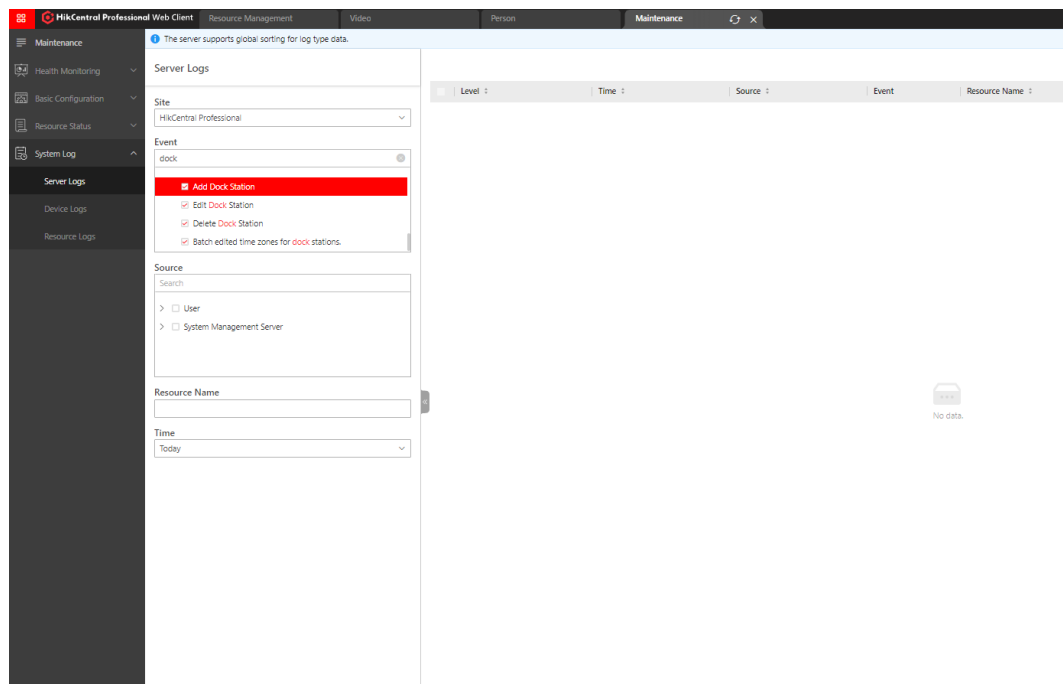 HikCentral Professional Web Client
Resource Management
Video
Person
Maintenance
Maintenance
Health Monitoring
Basic Configuration
Resource Status
System Log
Server Logs
Device Logs
Resource Logs
The server supports global sorting for log type data.
Server Logs
Site
HikCentral Professional
Event
dock
Add Dock Station
Edit Dock Station
Delete Dock Station
Batch edited time zones for dock stations.
Source
Search
User
System Management Server
Resource Name
Time
Today
Level Time Source Event Resource Name
No data.